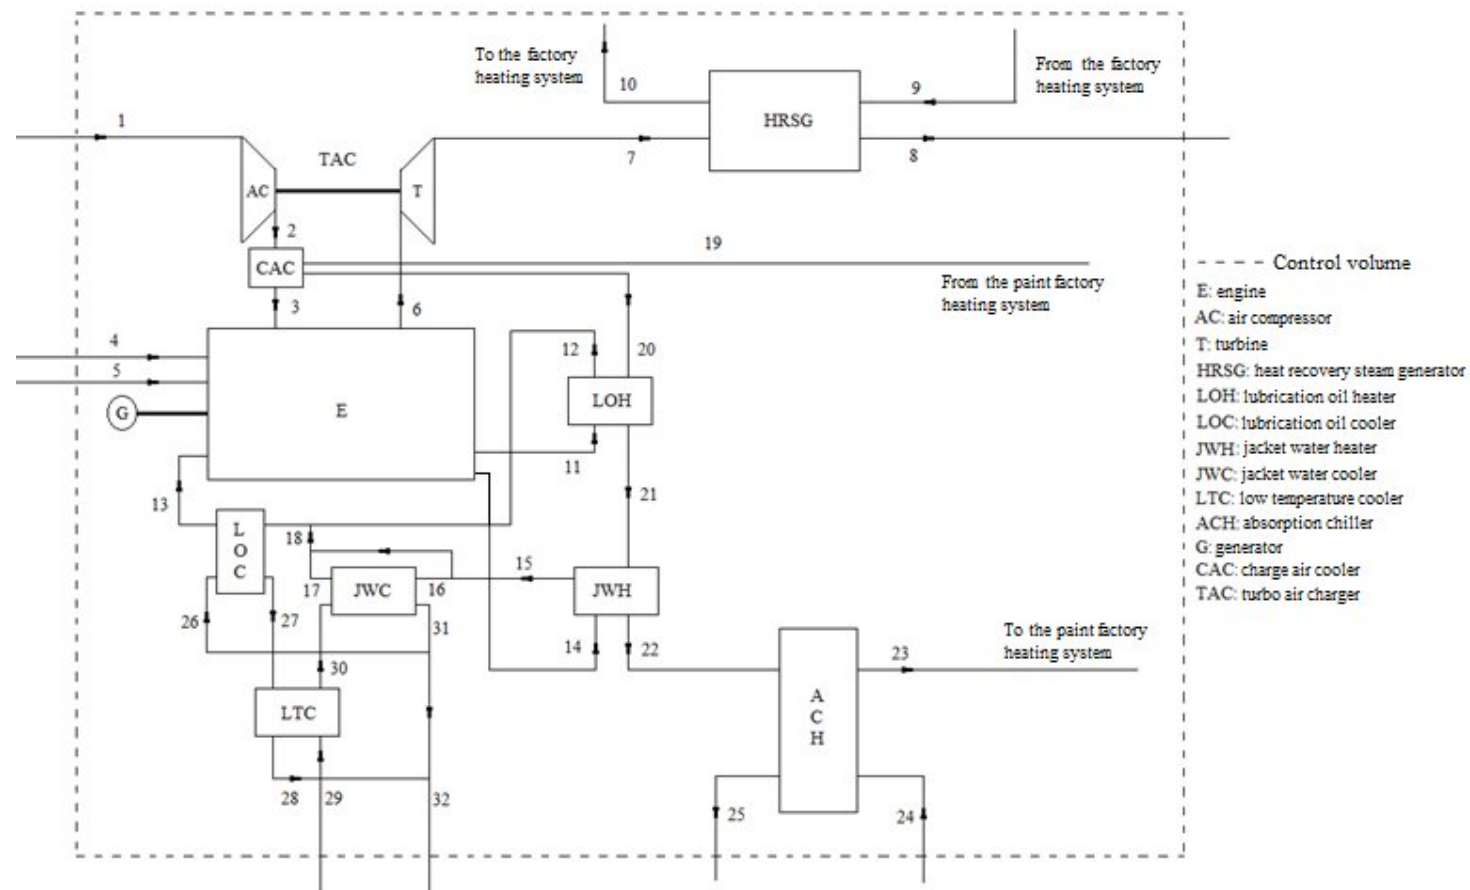 To the factory
heating system
10
From the factory
heating system
9
HRSG
1
TAC
7
8
AC
T
2
19
CAC
From the paint factory
heating system
3
6
4
12
20
5
LOH
G
E
11
13
21
L
O
C
18
15
17
JWC
16
JWH
26
27
31
14
22
To the paint factory
heating system
30
23
LTC
A
C
H
28
29
32
25
24
Control volume
E: engine
AC: air compressor
T: turbine
HRSG: heat recovery steam generator
LOH: lubrication oil heater
LOC: lubrication oil cooler
JWH: jacket water heater
JWC: jacket water cooler
LTC: low temperature cooler
ACH: absorption chiller
G: generator
CAC: charge air cooler
TAC: turbo air charger